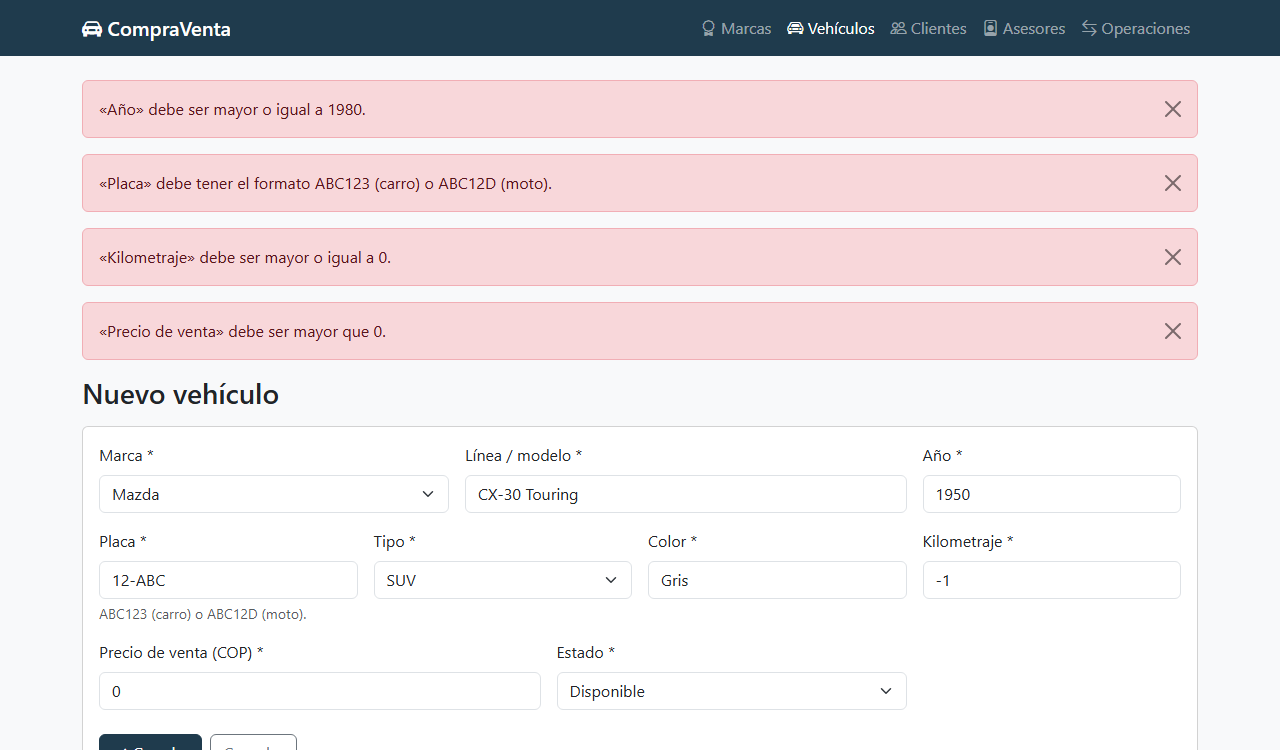 CompraVenta
Marcas Vehículos Clientes Asesores Operaciones
«Año» debe ser mayor o igual a 1980.
«Placa» debe tener el formato ABC123 (carro) o ABC12D (moto).
«Kilometraje» debe ser mayor o igual a 0.
«Precio de venta» debe ser mayor que 0.
Nuevo vehículo
Marca * Línea / modelo * Año *
Mazda CX-30 Touring 1950
Placa * Tipo * Color * Kilometraje *
12-ABC SUV Gris -1
ABC123 (carro) o ABC12D (moto).
Precio de venta (COP) * Estado *
0 Disponible